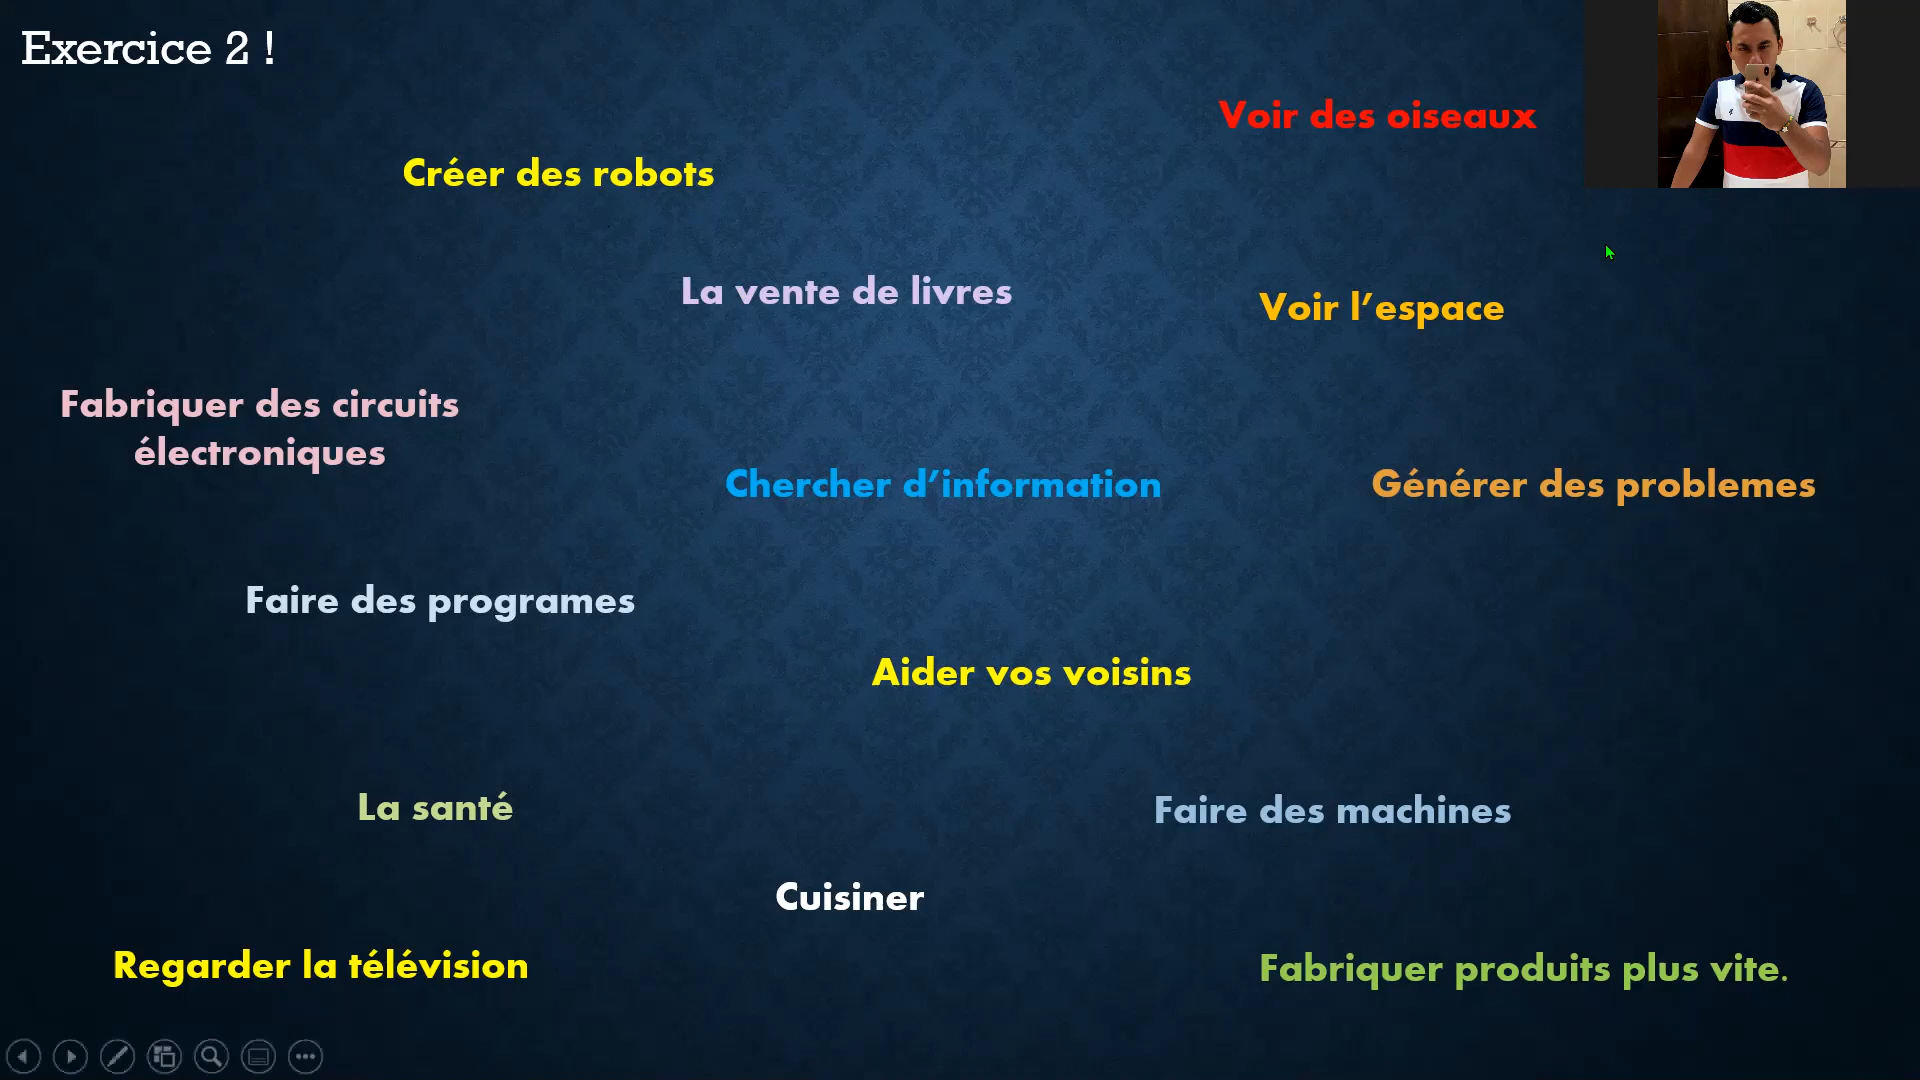 Exercice 2 !
Voir des oiseaux
Créer des robots
La vente de livres
Voir l’espace
Fabriquer des circuits
électroniques
Chercher d’information
Générer des problemes
Faire des programes
Aider vos voisins
La santé
Faire des machines
Cuisiner
Regarder la télévision
Fabriquer produits plus vite.